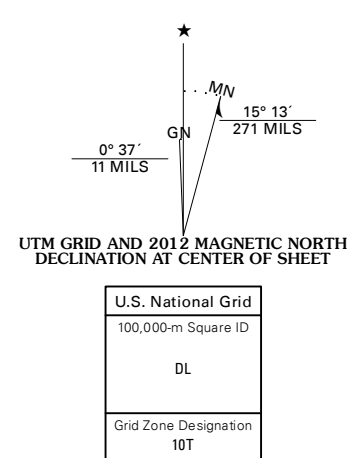 ★
MN
GN
15° 13´
271 MILS
0° 37´
11 MILS
UTM GRID AND 2012 MAGNETIC NORTH
DECLINATION AT CENTER OF SHEET
U.S. National Grid
100,000-m Square ID
DL
Grid Zone Designation
10T